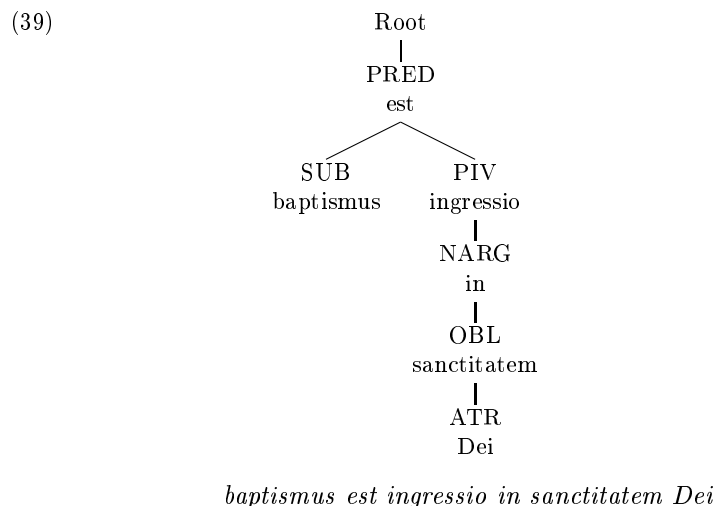 (39)
Root
PRED
est
SUB PIV
baptismus ingressio
NARG
in
OBL
sanctitatem
ATR
Dei
baptismus est ingressio in sanctitatem Dei